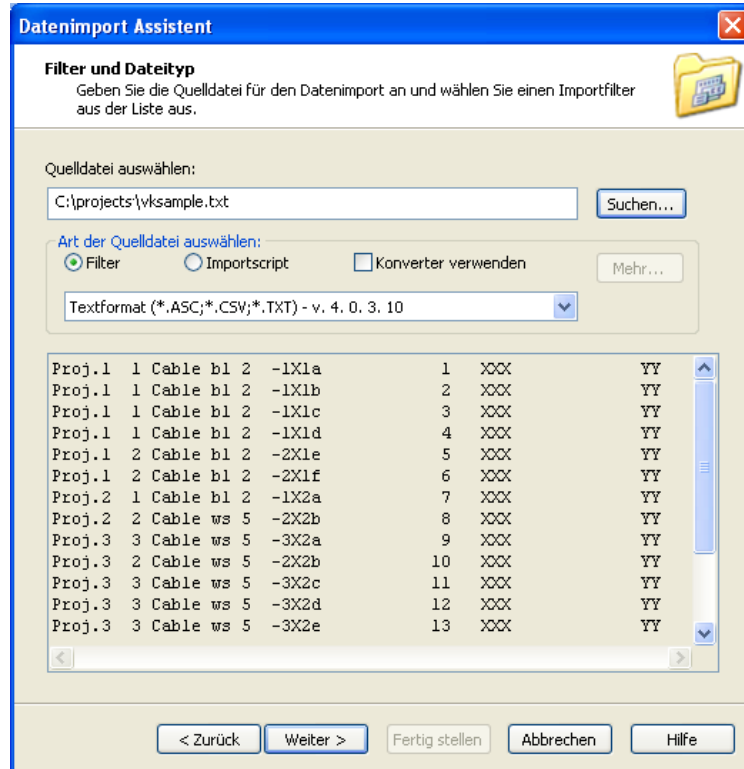 Datenimport Assistent
Filter und Dateityp
Geben Sie die Quelldatei für den Datenimport an und wählen Sie einen Importfilter
aus der Liste aus.
Quelldatei auswählen:
C:\projects\vksample.txt
Suchen...
Art der Quelldatei auswählen:
Filter Importscript Konverter verwenden Mehr...
Textformat (*.ASC;*.CSV;*.TXT) - v. 4. 0. 3. 10
Proj.1 1 Cable bl 2 -1X1a 1 XXX YY
Proj.1 1 Cable bl 2 -1X1b 2 XXX YY
Proj.1 1 Cable bl 2 -1X1c 3 XXX YY
Proj.1 1 Cable bl 2 -1X1d 4 XXX YY
Proj.1 2 Cable bl 2 -2X1e 5 XXX YY
Proj.1 2 Cable bl 2 -2X1f 6 XXX YY
Proj.2 1 Cable bl 2 -1X2a 7 XXX YY
Proj.2 2 Cable ws 5 -2X2b 8 XXX YY
Proj.3 3 Cable ws 5 -3X2a 9 XXX YY
Proj.3 2 Cable ws 5 -2X2b 10 XXX YY
Proj.3 3 Cable ws 5 -3X2c 11 XXX YY
Proj.3 3 Cable ws 5 -3X2d 12 XXX YY
Proj.3 3 Cable ws 5 -3X2e 13 XXX YY
< Zurück Weiter > Fertig stellen Abbrechen Hilfe